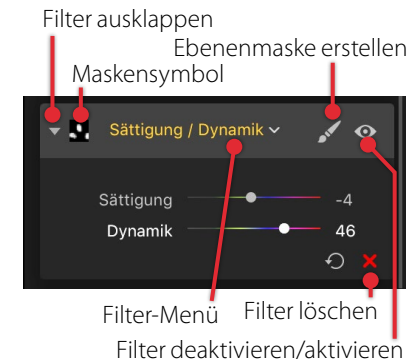 Filter ausklappen
Ebenenmaske erstellen
Maskensymbol
Sättigung / Dynamik
Sättigung -4
Dynamik 46
Filter-Menü Filter löschen
Filter deaktivieren/aktivieren